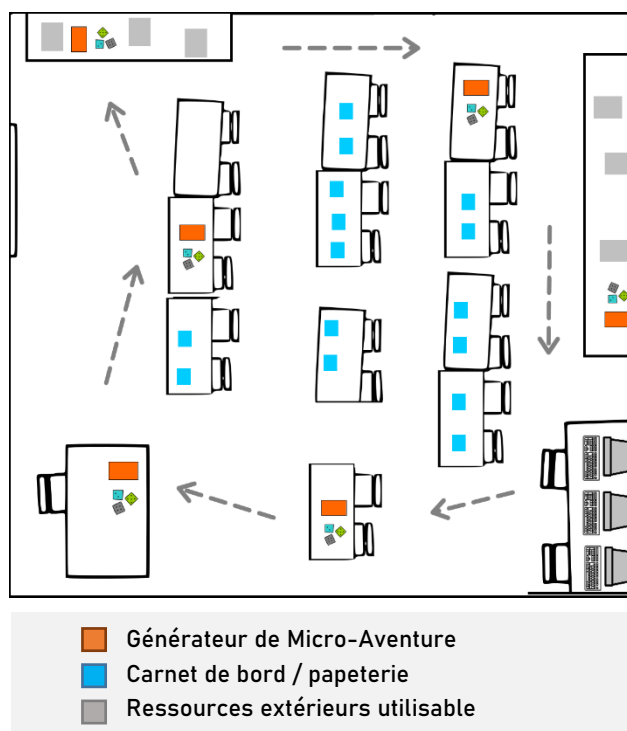 Générateur de Micro-Aventure
Carnet de bord / papeterie
Ressources extérieurs utilisable